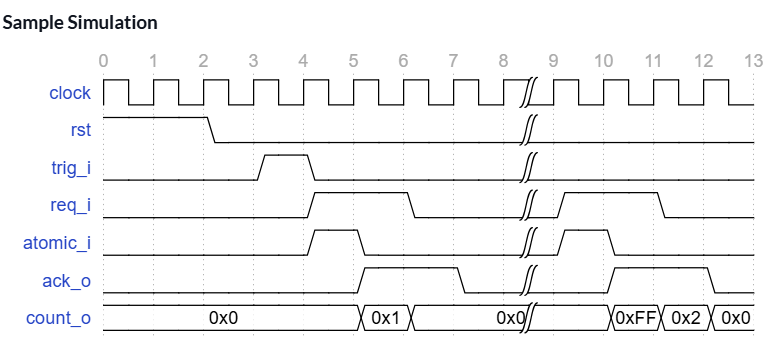 Sample Simulation
0 1 2 3 4 5 6 7 8 9 10 11 12 13
clock
rst
trig_i
req_i
atomic_i
ack_o
count_o 0x0 0x1 0x0 0xFF 0x2 0x0